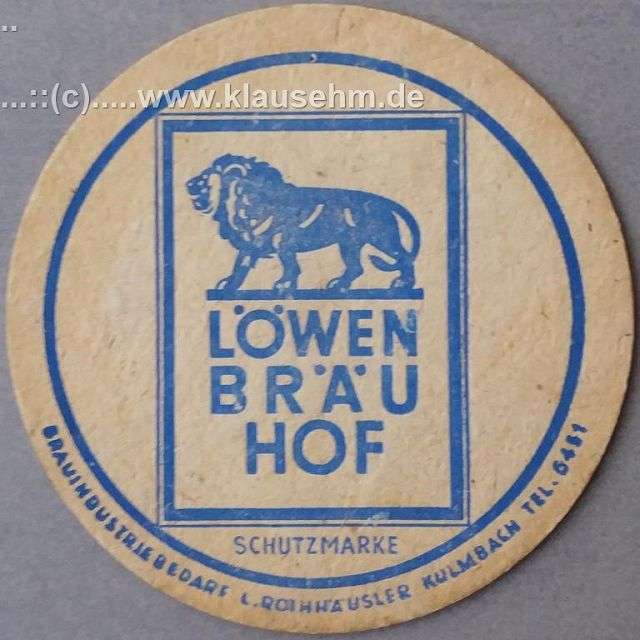 ...::(c).....www.klausehm.de
LÖWEN
BRÄU
HOF
SCHUTZMARKE
BRAUINDUSTRIEBEDARF L. ROTHHÄUSLER KULMBACH TEL. 6451